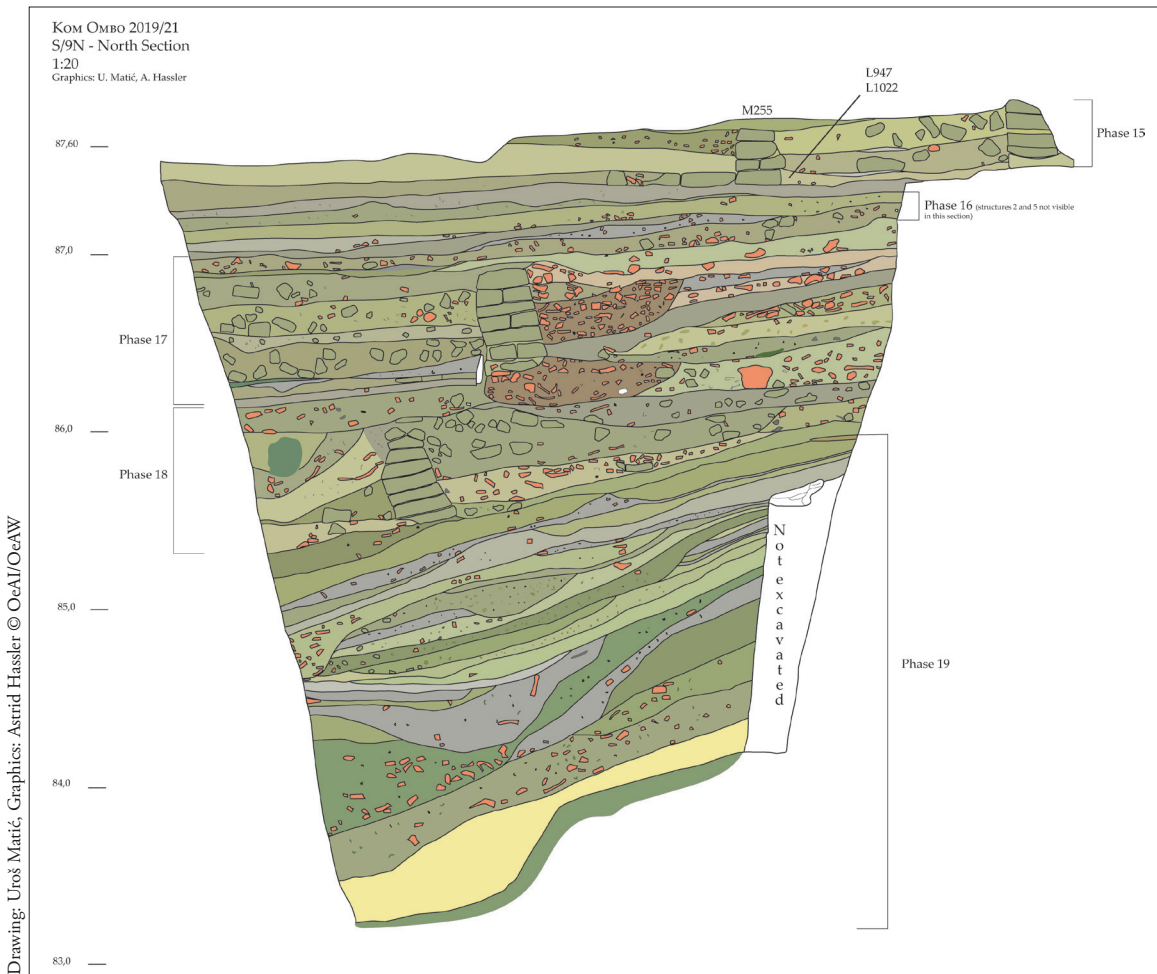 KOM OMBO 2019/21
S/9N - North Section
1:20
Graphics: U. Matić, A. Hassler
L947
L1022
M255
Phase 15
87,60
Phase 16 (structures 2 and 5 not visible
in this section)
87,0
Phase 17
86,0
Phase 18
Not excavated
85,0
Phase 19
84,0
83,0
Drawing: Uroš Matić, Graphics: Astrid Hassler © OeAI/OeAW